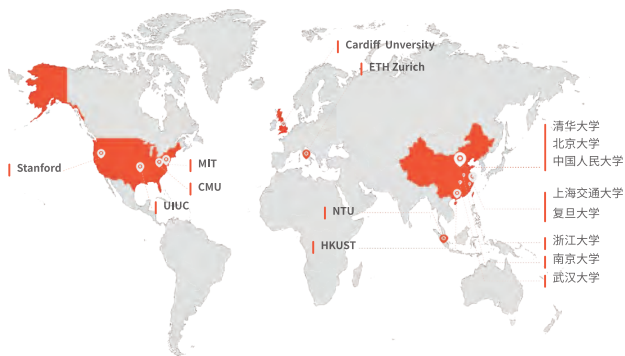 Cardiff Unversity
ETH Zurich
清华大学
北京大学
中国人民大学
Stanford
MIT
CMU
UIUC
上海交通大学
NTU
复旦大学
HKUST
浙江大学
南京大学
武汉大学